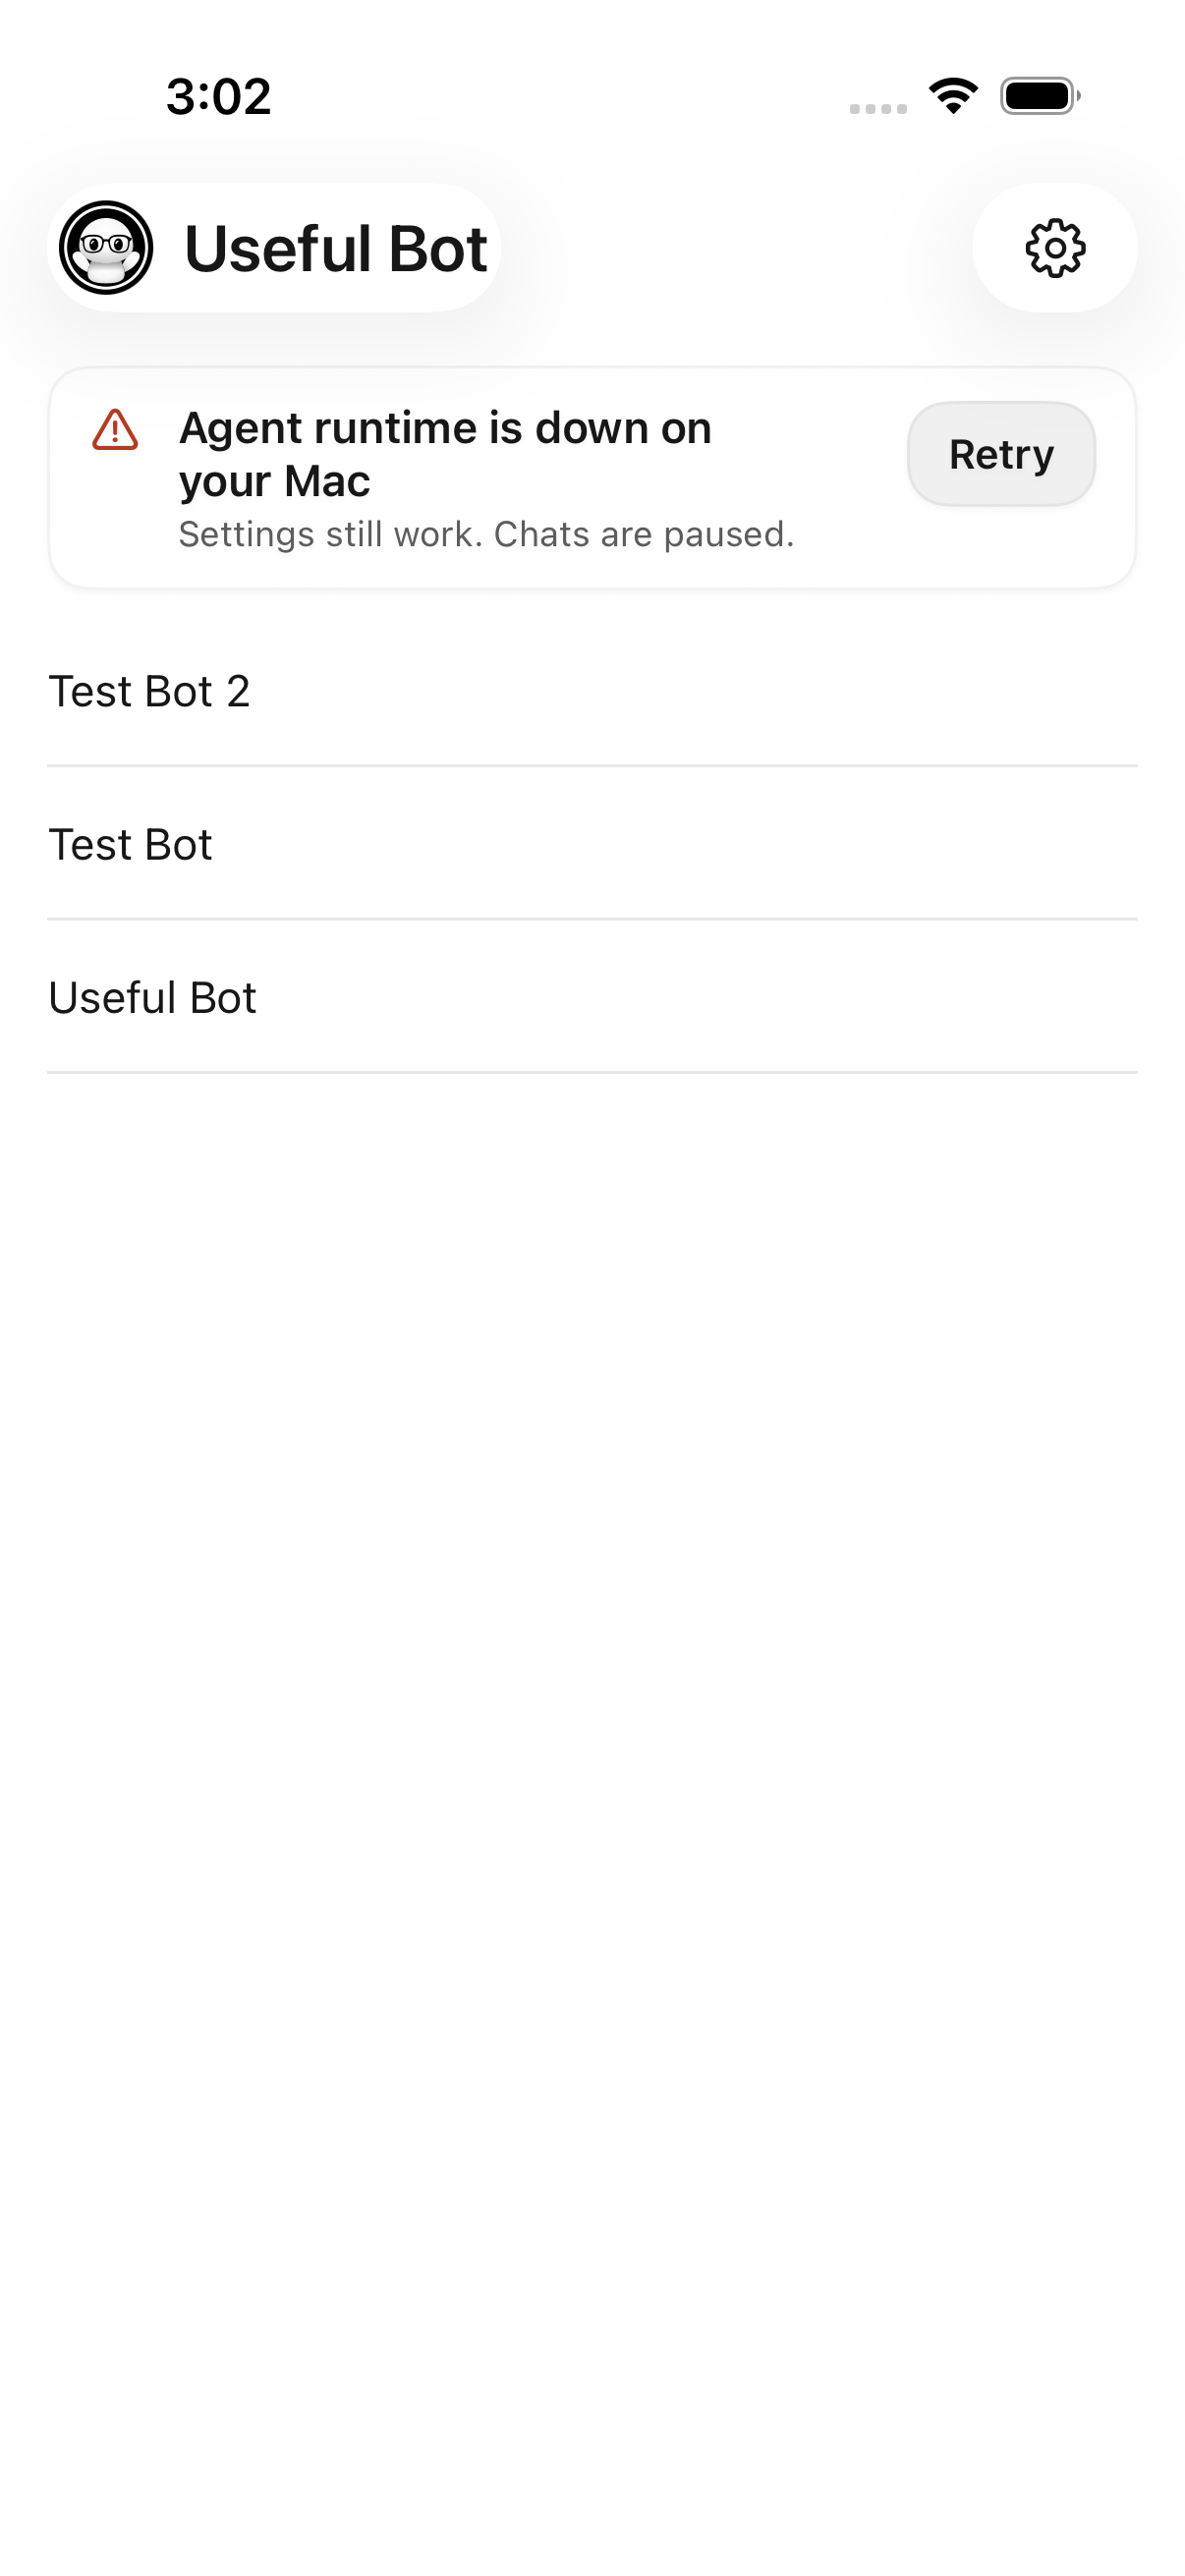 3:02
Useful Bot
Agent runtime is down on
your Mac
Settings still work. Chats are paused.
Retry
Test Bot 2
Test Bot
Useful Bot